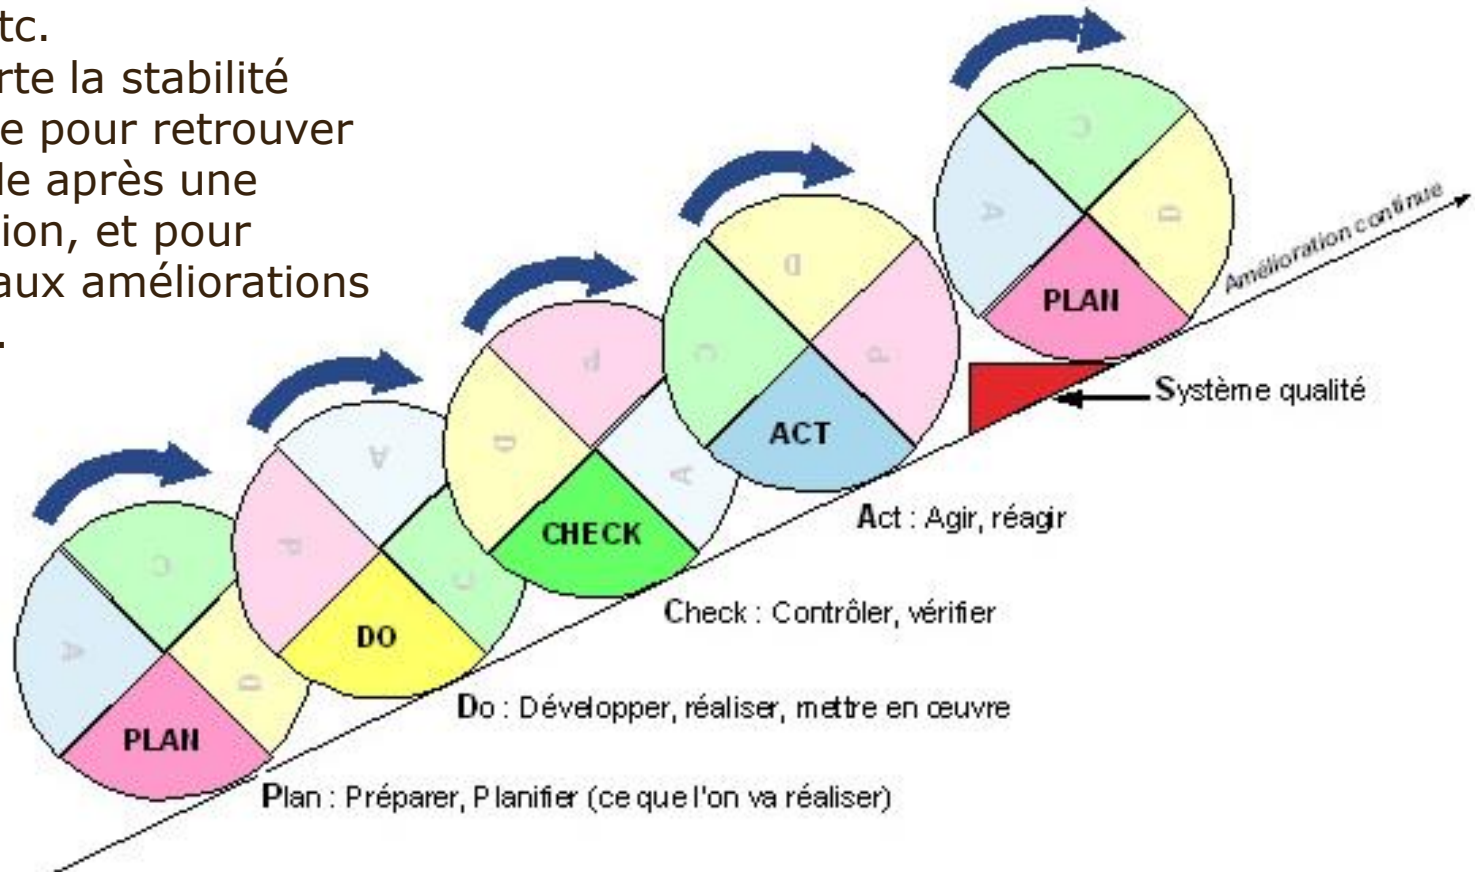 tc.
rte la stabilité
e pour retrouver
le après une
ion, et pour
aux améliorations
.
C
A
D
PLAN
Amélioration continue
D
C
P
ACT
Système qualité
P
D
A
CHECK
Act : Agir, réagir
A
P
C
DO
Check : Contrôler, vérifier
C
A
D
PLAN
Do : Développer, réaliser, mettre en œuvre
Plan : Préparer, Planifier (ce que l'on va réaliser)